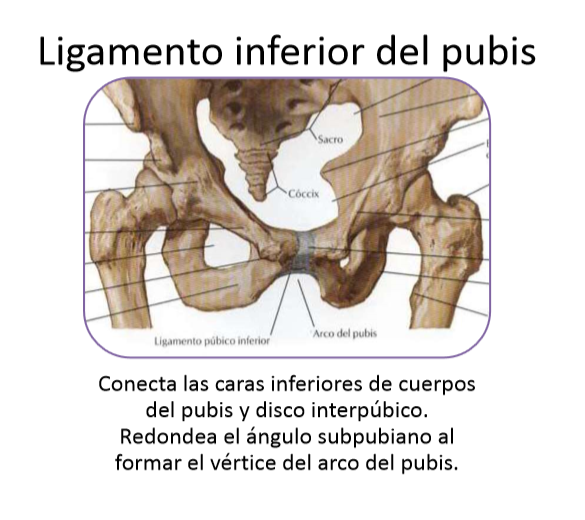 Ligamento inferior del pubis
Sacro
Cóccix
Ligamento púbico inferior
Arco del pubis
Conecta las caras inferiores de cuerpos
del pubis y disco interpúbico.
Redondea el ángulo subpubiano al
formar el vértice del arco del pubis.